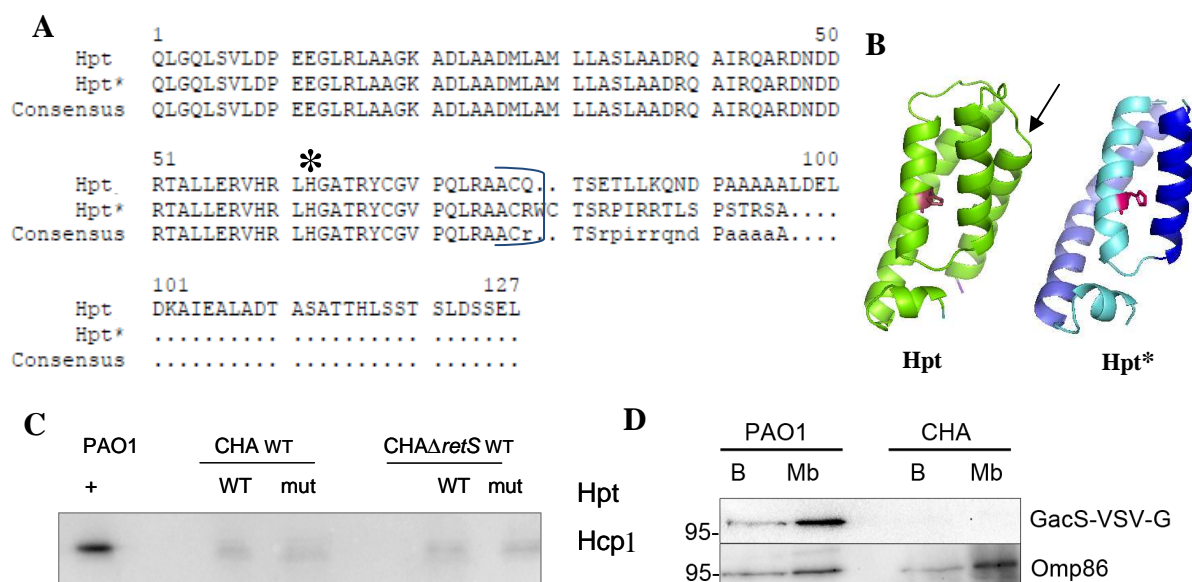 A
1 50
Hpt QLGQLSVLDP EEGLRLAAGK ADLAADMLAM LLASLAADRQ AIRQARDNDD
Hpt* QLGQLSVLDP EEGLRLAAGK ADLAADMLAM LLASLAADRQ AIRQARDNDD
Consensus QLGQLSVLDP EEGLRLAAGK ADLAADMLAM LLASLAADRQ AIRQARDNDD
51 * 100
Hpt RTALLERVHR LHGATRYCGV PQLRAACQ.. TSETLLKQND PAAAAALDEL
Hpt* RTALLERVHR LHGATRYCGV PQLRAACRWC TSRPIRRTLS PSTRSA....
Consensus RTALLERVHR LHGATRYCGV PQLRAACr.. TSrpirrqnd PaaaaA....
101 127
Hpt DKAIEALADT ASATTHLSST SLDSSEL
Hpt* .......... .......... .......
Consensus .......... .......... .......
B
Hpt Hpt*
C
PAO1 CHA WT CHAΔretS WT
+ WT mut WT mut Hpt
Hcp1
D
PAO1 CHA
B Mb B Mb
95- GacS-VSV-G
95- Omp86